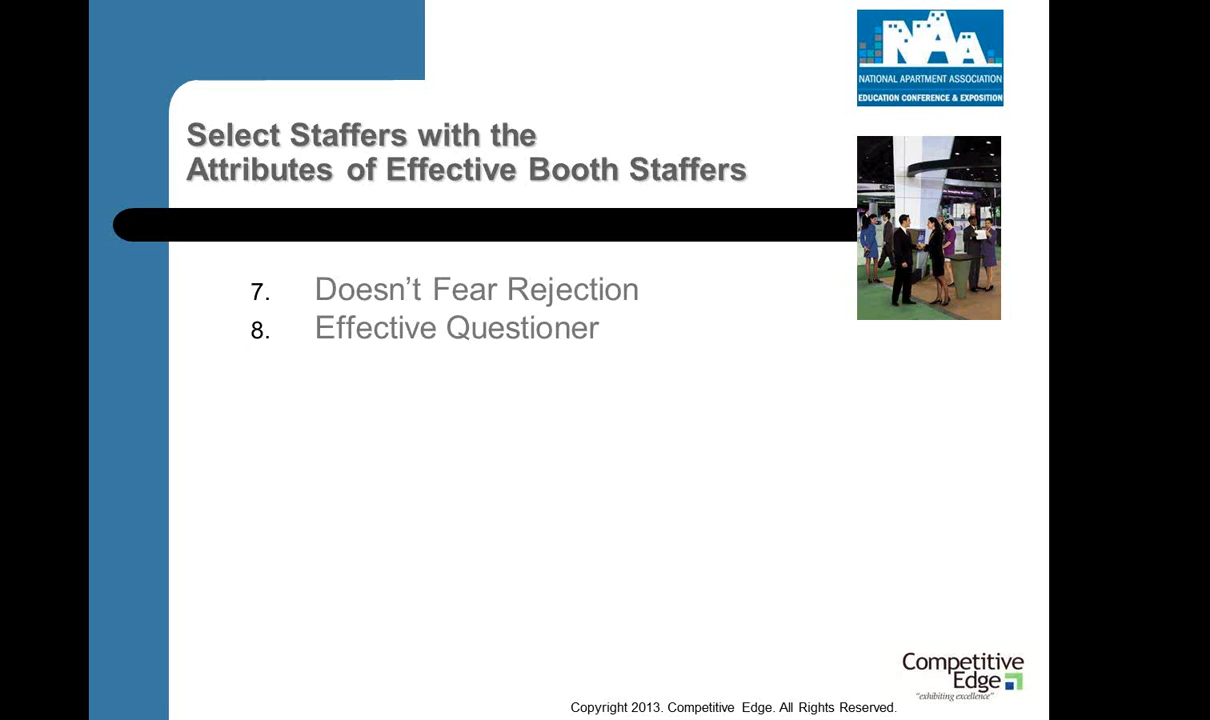 NAA
NATIONAL APARTMENT ASSOCIATION
EDUCATION CONFERENCE & EXPOSITION
Select Staffers with the
Attributes of Effective Booth Staffers
7. Doesn’t Fear Rejection
8. Effective Questioner
Competitive
Edge
"exhibiting excellence"
Copyright 2013. Competitive Edge. All Rights Reserved.